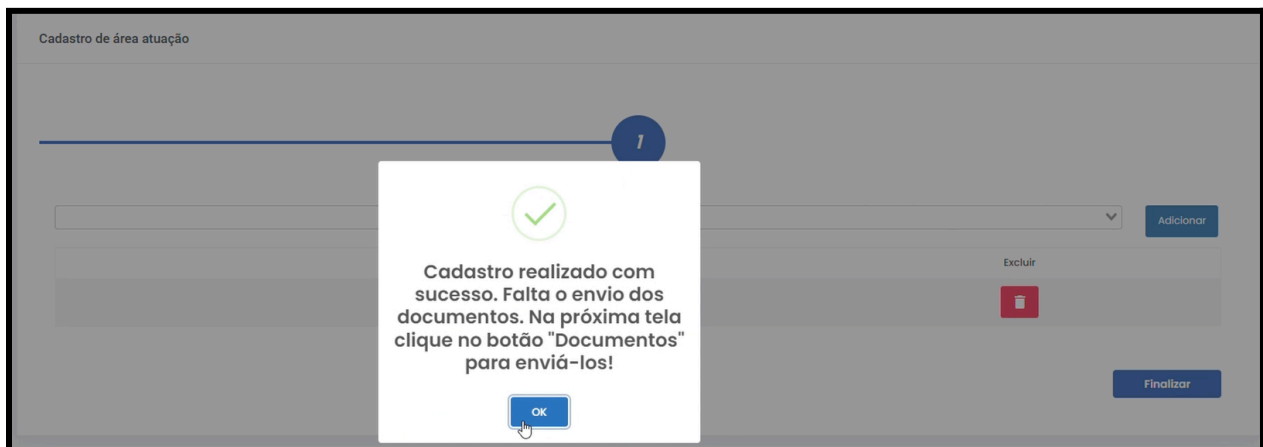 Cadastro de área atuação
1
Adicionar
Excluir
Cadastro realizado com
sucesso. Falta o envio dos
documentos. Na próxima tela
clique no botão "Documentos"
para enviá-los!
OK
Finalizar